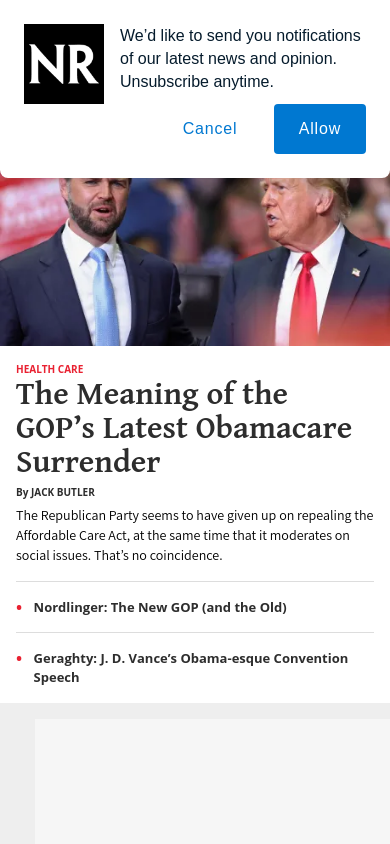 NR
We’d like to send you notifications
of our latest news and opinion.
Unsubscribe anytime.
Cancel
Allow
HEALTH CARE
The Meaning of the
GOP’s Latest Obamacare
Surrender
By JACK BUTLER
The Republican Party seems to have given up on repealing the
Affordable Care Act, at the same time that it moderates on
social issues. That’s no coincidence.
• Nordlinger: The New GOP (and the Old)
• Geraghty: J. D. Vance’s Obama-esque Convention
Speech